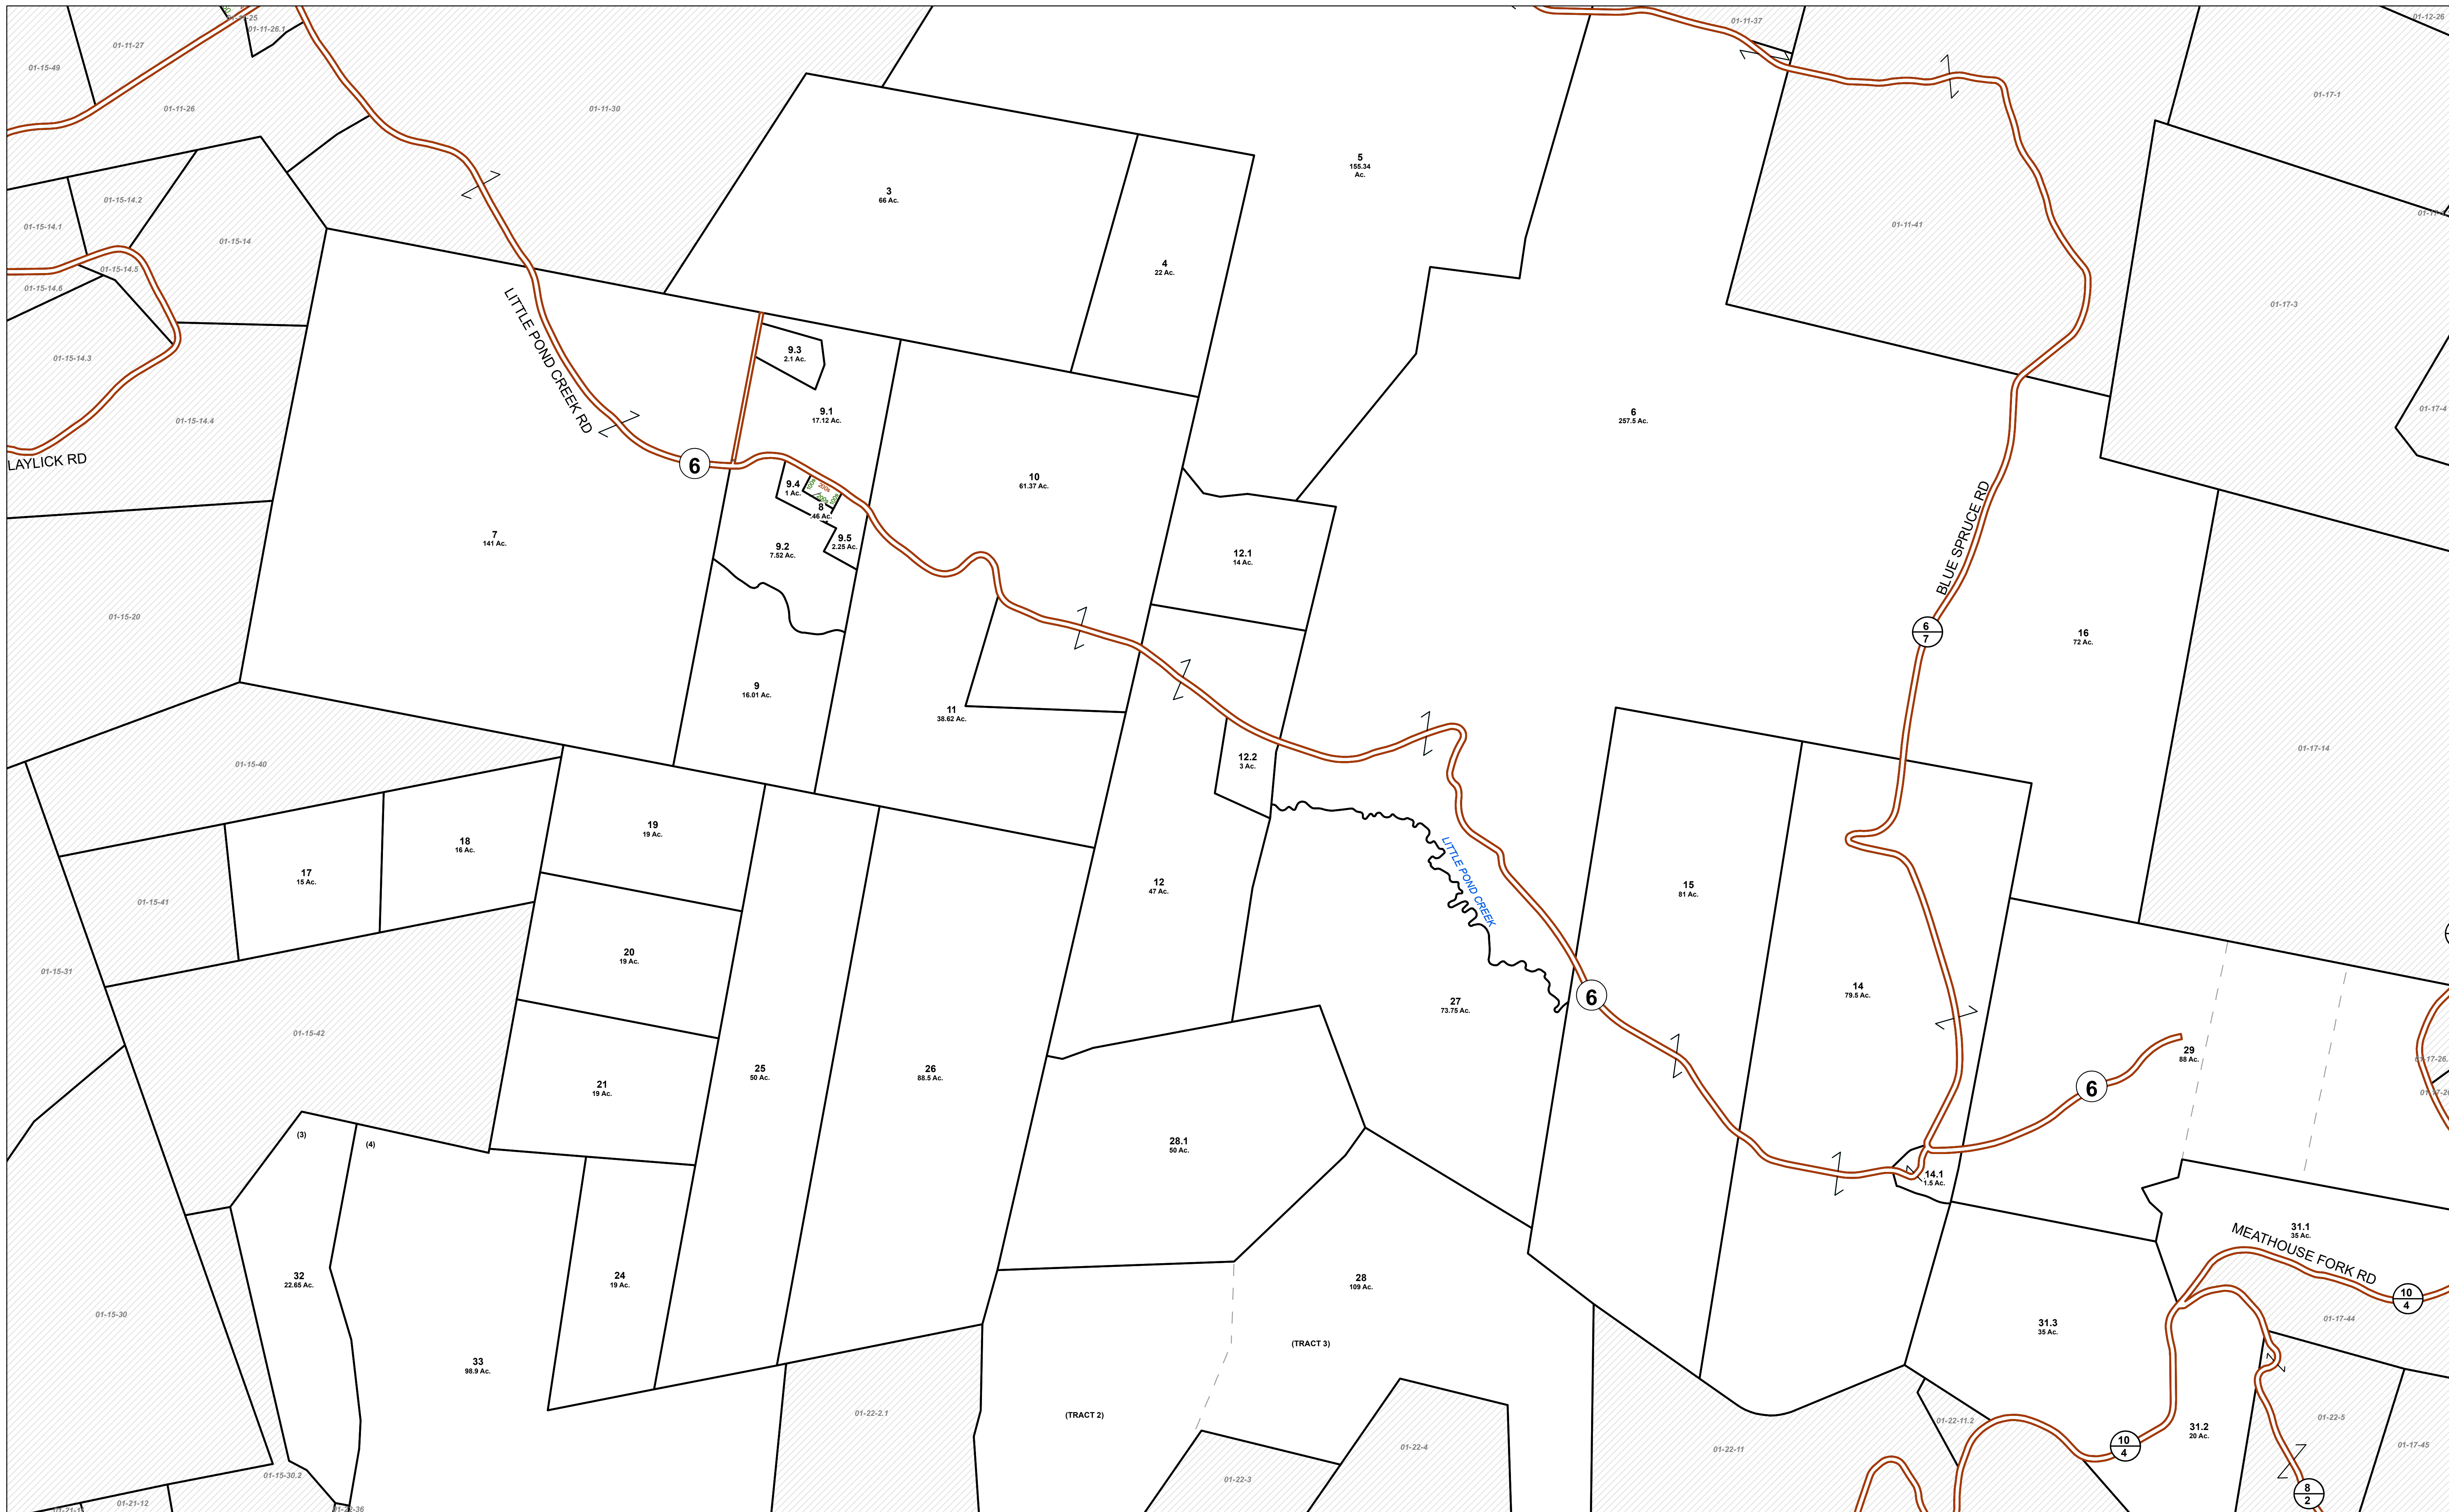 01-11-25
01-11-37
01-12-26
01-11-26.1
01-11-27
01-15-49
01-17-1
01-11-26
01-11-30
5
155.34
Ac.
3
66 Ac.
01-15-14.2
01-15-14.1
01-11-41
01-15-14
4
22 Ac.
01-15-14.5
01-15-14.6
01-17-3
LITTLE POND CREEK RD
9.3
2.1 Ac.
01-15-14.3
9.1
17.12 Ac.
6
257.5 Ac.
01-17-4
01-15-14.4
LAYLICK RD
6
10
61.37 Ac.
9.4
1 Ac.
100s
200s
100s
8
.46 Ac.
7
141 Ac.
9.5
2.25 Ac.
9.2
7.52 Ac.
BLUE SPRUCE RD
12.1
14 Ac.
01-15-20
6
7
16
72 Ac.
9
16.01 Ac.
11
38.62 Ac.
01-17-14
12.2
3 Ac.
01-15-40
19
19 Ac.
18
16 Ac.
17
15 Ac.
LITTLE POND CREEK
12
47 Ac.
15
81 Ac.
01-15-41
20
19 Ac.
01-15-31
14
79.5 Ac.
6
27
73.75 Ac.
01-15-42
29
88 Ac.
01-17-26.
25
50 Ac.
26
88.5 Ac.
21
19 Ac.
6
(3)
(4)
28.1
50 Ac.
14.1
1.5 Ac.
31.1
35 Ac.
MEATHOUSE FORK RD
32
22.65 Ac.
24
19 Ac.
28
109 Ac.
10
4
01-15-30
01-17-44
31.3
35 Ac.
(TRACT 3)
33
98.9 Ac.
01-22-2.1
(TRACT 2)
01-22-11.2
01-22-5
31.2
20 Ac.
10
4
01-22-4
01-22-11
01-17-45
01-15-30.2
01-22-3
8
2
01-21-12